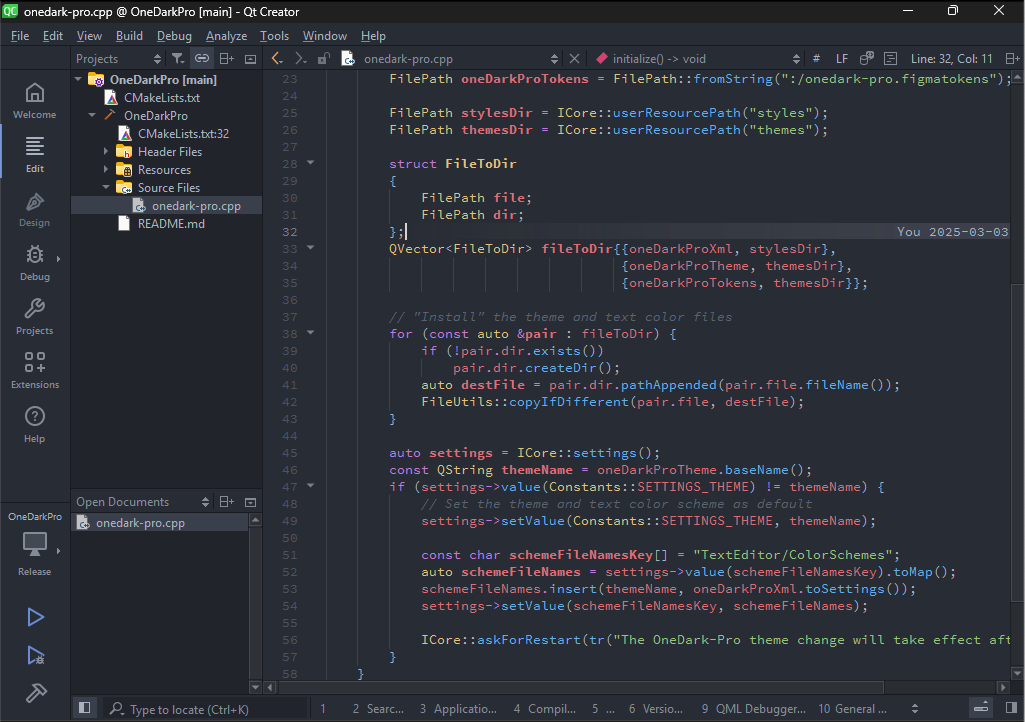 onedark-pro.cpp @ OneDarkPro [main] - Qt Creator
File Edit View Build Debug Analyze Tools Window Help
Projects
onedark-pro.cpp
initialize() -> void
# LF
Line: 32, Col: 11
Welcome
Edit
Design
Debug
Projects
Extensions
Help
OneDarkPro
Release
OneDarkPro [main]
CMakeLists.txt
OneDarkPro
CMakeLists.txt:32
Header Files
Resources
Source Files
onedark-pro.cpp
README.md
Open Documents
onedark-pro.cpp
23 FilePath oneDarkProTokens = FilePath::fromString(":/onedark-pro.figmatokens");
24
25 FilePath stylesDir = ICore::userResourcePath("styles");
26 FilePath themesDir = ICore::userResourcePath("themes");
27
28 struct FileToDir
29 {
30 FilePath file;
31 FilePath dir;
32 }; You 2025-03-03
33 QVector<FileToDir> fileToDir{{oneDarkProXml, stylesDir},
34 {oneDarkProTheme, themesDir},
35 {oneDarkProTokens, themesDir}};
36
37 // "Install" the theme and text color files
38 for (const auto &pair : fileToDir) {
39 if (!pair.dir.exists())
40 pair.dir.createDir();
41 auto destFile = pair.dir.pathAppended(pair.file.fileName());
42 FileUtils::copyIfDifferent(pair.file, destFile);
43 }
44
45 auto settings = ICore::settings();
46 const QString themeName = oneDarkProTheme.baseName();
47 if (settings->value(Constants::SETTINGS_THEME) != themeName) {
48 // Set the theme and text color scheme as default
49 settings->setValue(Constants::SETTINGS_THEME, themeName);
50
51 const char schemeFileNamesKey[] = "TextEditor/ColorSchemes";
52 auto schemeFileNames = settings->value(schemeFileNamesKey).toMap();
53 schemeFileNames.insert(themeName, oneDarkProXml.toSettings());
54 settings->setValue(schemeFileNamesKey, schemeFileNames);
55
56 ICore::askForRestart(tr("The OneDark-Pro theme change will take effect aft
57 }
58 }
Type to locate (Ctrl+K)
1 2 Searc... 3 Applicatio... 4 Compil... 5 ... 6 Versio... 9 QML Debugger... 10 General ...